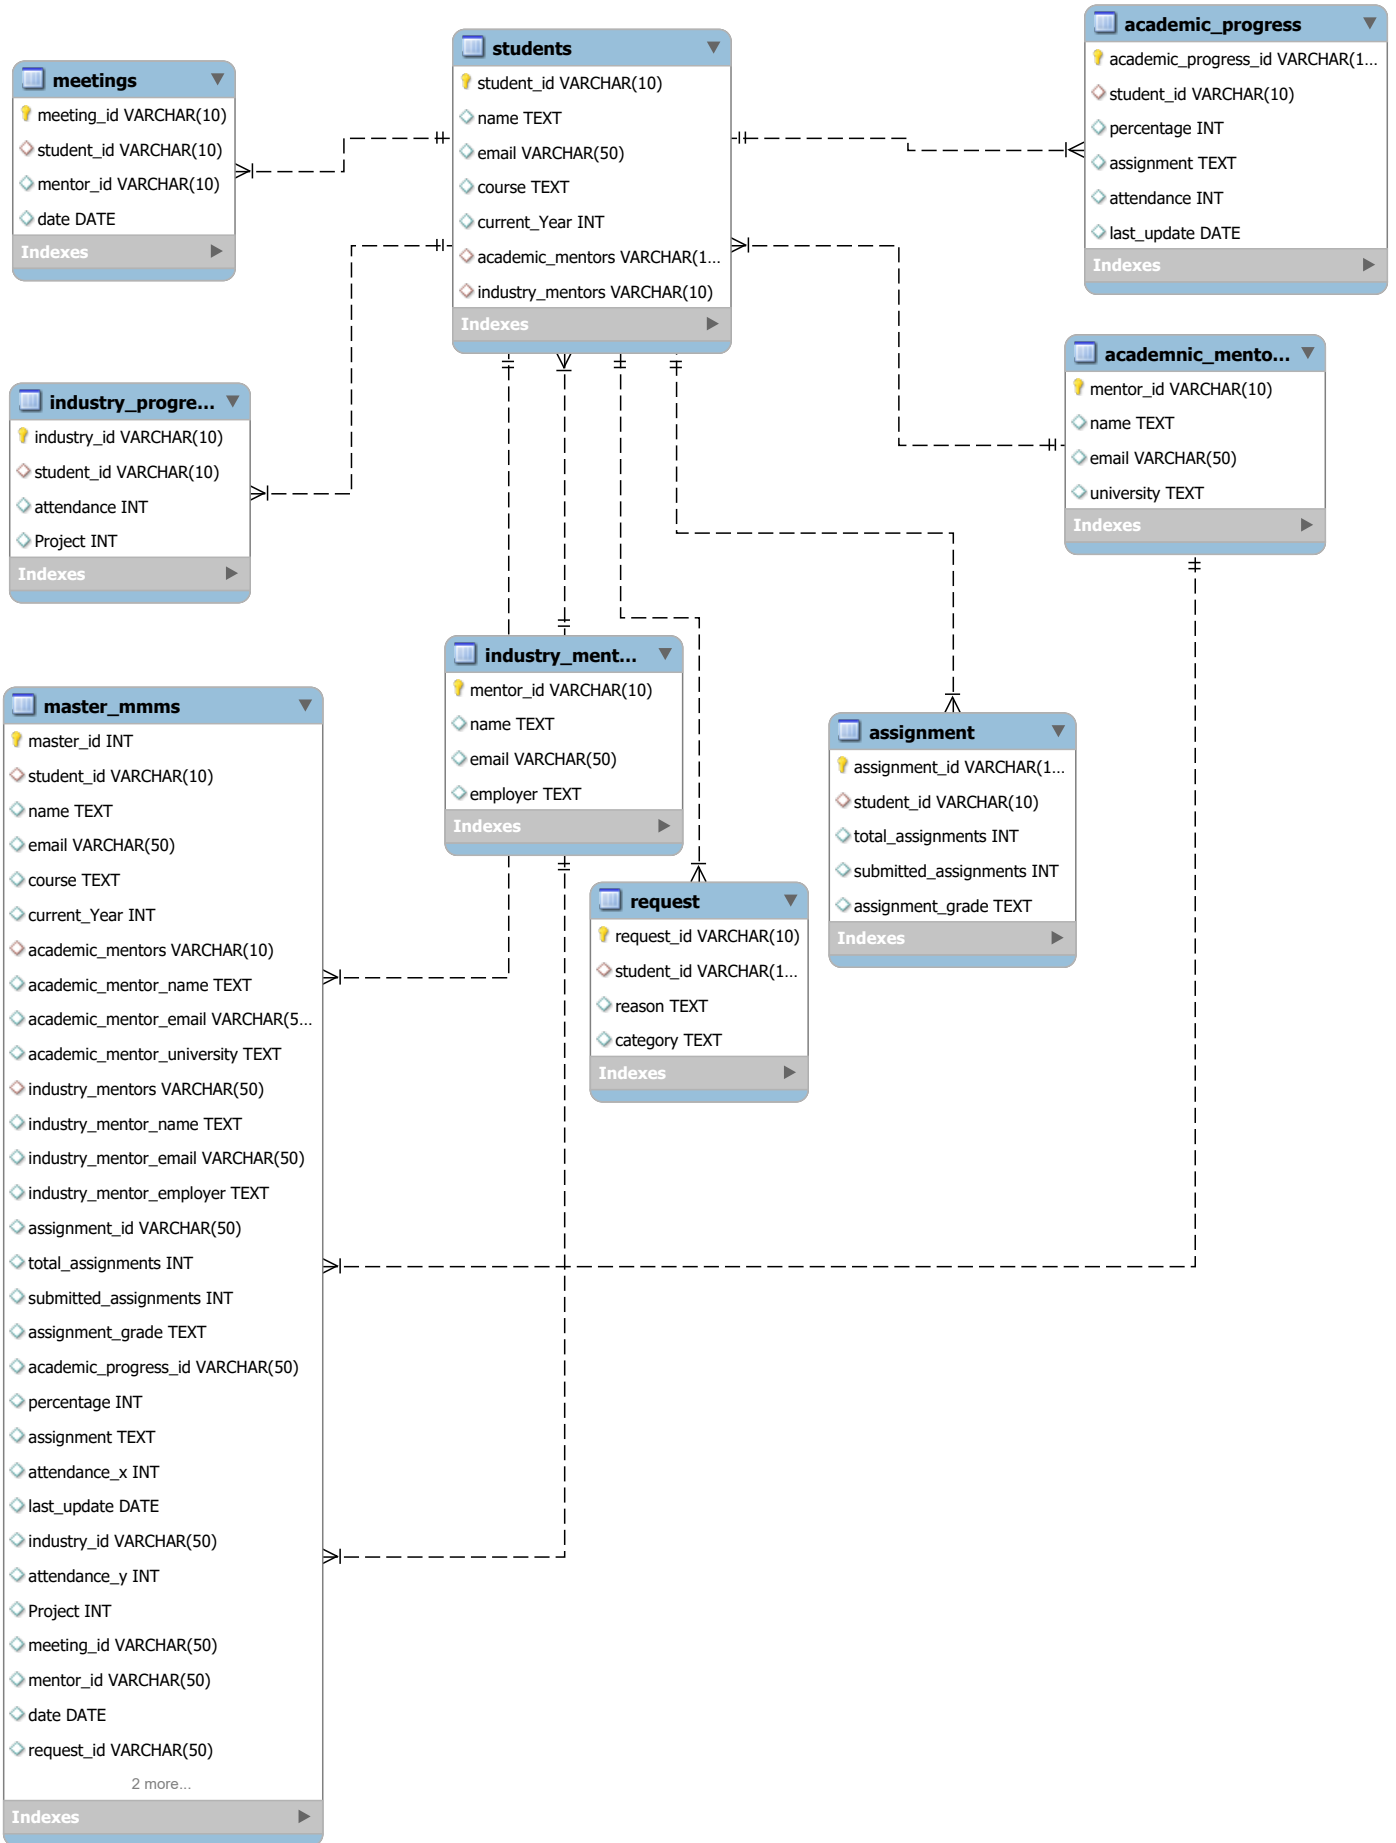 meetings
meeting_id VARCHAR(10)
student_id VARCHAR(10)
mentor_id VARCHAR(10)
date DATE
Indexes
students
student_id VARCHAR(10)
name TEXT
email VARCHAR(50)
course TEXT
current_Year INT
academic_mentors VARCHAR(1...
industry_mentors VARCHAR(10)
Indexes
academic_progress
academic_progress_id VARCHAR(1...
student_id VARCHAR(10)
percentage INT
assignment TEXT
attendance INT
last_update DATE
Indexes
industry_progre...
industry_id VARCHAR(10)
student_id VARCHAR(10)
attendance INT
Project INT
Indexes
academnic_mento...
mentor_id VARCHAR(10)
name TEXT
email VARCHAR(50)
university TEXT
Indexes
industry_ment...
mentor_id VARCHAR(10)
name TEXT
email VARCHAR(50)
employer TEXT
Indexes
assignment
assignment_id VARCHAR(1...
student_id VARCHAR(10)
total_assignments INT
submitted_assignments INT
assignment_grade TEXT
Indexes
request
request_id VARCHAR(10)
student_id VARCHAR(1...
reason TEXT
category TEXT
Indexes
master_mmms
master_id INT
student_id VARCHAR(10)
name TEXT
email VARCHAR(50)
course TEXT
current_Year INT
academic_mentors VARCHAR(10)
academic_mentor_name TEXT
academic_mentor_email VARCHAR(5...
academic_mentor_university TEXT
industry_mentors VARCHAR(50)
industry_mentor_name TEXT
industry_mentor_email VARCHAR(50)
industry_mentor_employer TEXT
assignment_id VARCHAR(50)
total_assignments INT
submitted_assignments INT
assignment_grade TEXT
academic_progress_id VARCHAR(50)
percentage INT
assignment TEXT
attendance_x INT
last_update DATE
industry_id VARCHAR(50)
attendance_y INT
Project INT
meeting_id VARCHAR(50)
mentor_id VARCHAR(50)
date DATE
request_id VARCHAR(50)
2 more...
Indexes